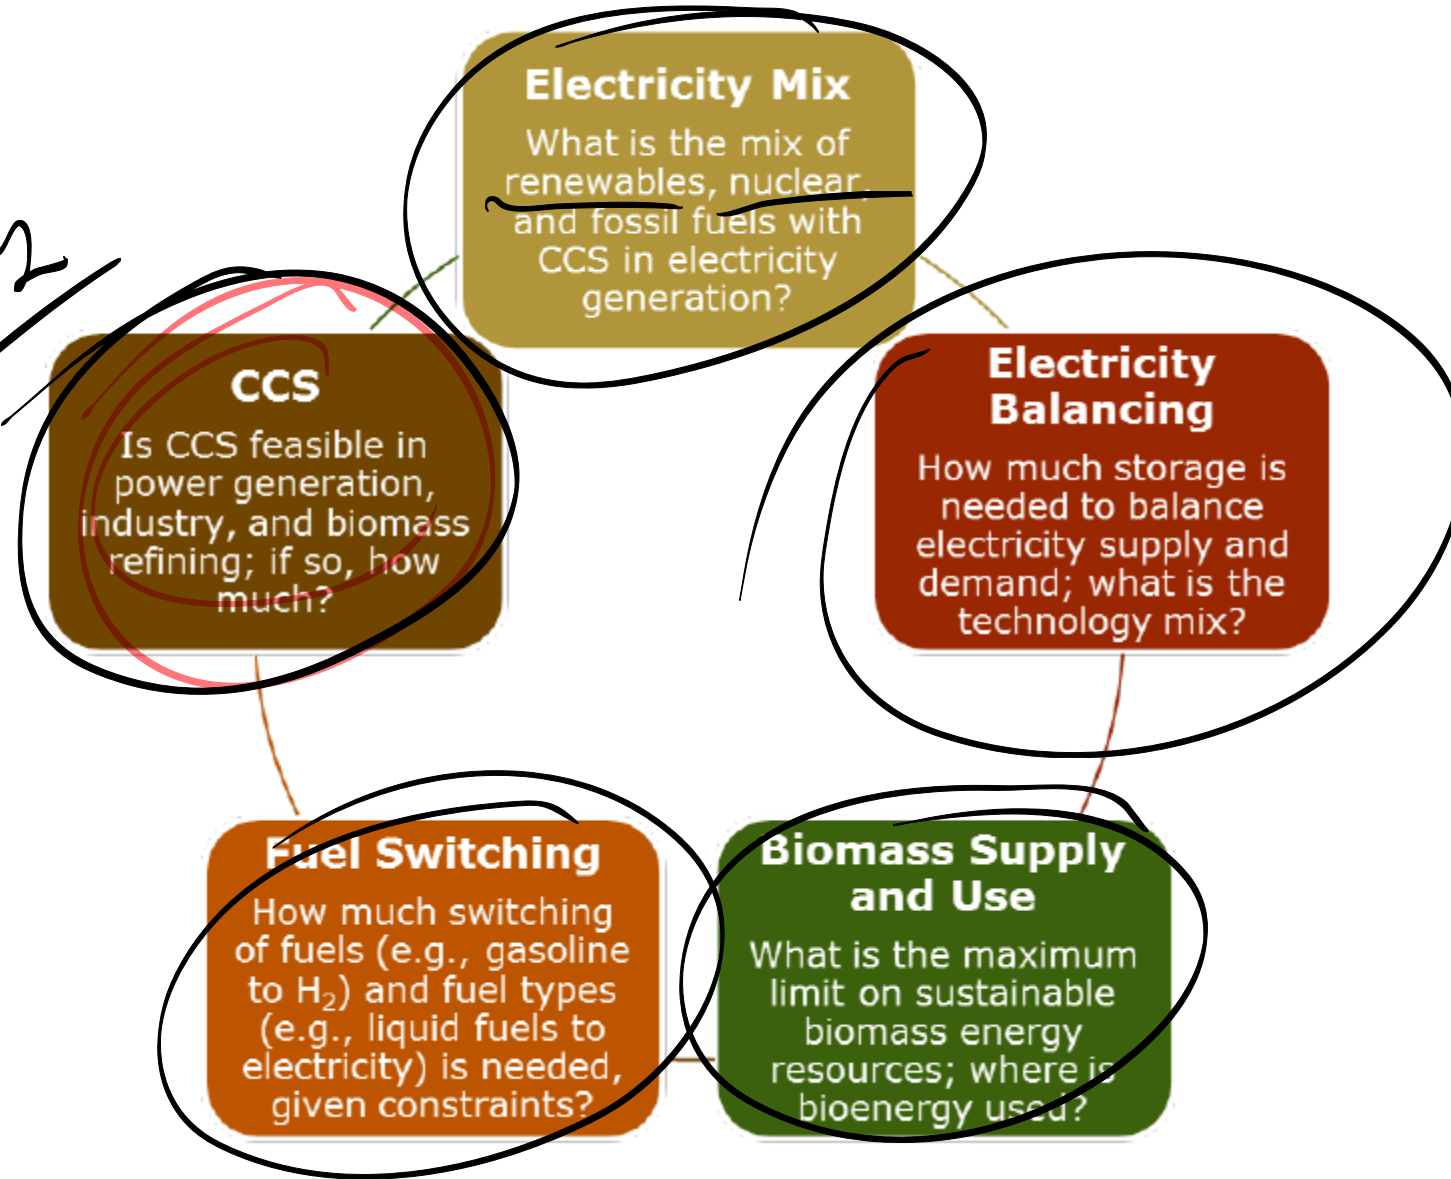 Electricity Mix
What is the mix of
renewables, nuclear,
and fossil fuels with
CCS in electricity
generation?
2
CCS
Is CCS feasible in
power generation,
industry, and biomass
refining; if so, how
much?
Electricity
Balancing
How much storage is
needed to balance
electricity supply and
demand; what is the
technology mix?
Fuel Switching
How much switching
of fuels (e.g., gasoline
to H₂) and fuel types
(e.g., liquid fuels to
electricity) is needed,
given constraints?
Biomass Supply
and Use
What is the maximum
limit on sustainable
biomass energy
resources; where is
bioenergy used?